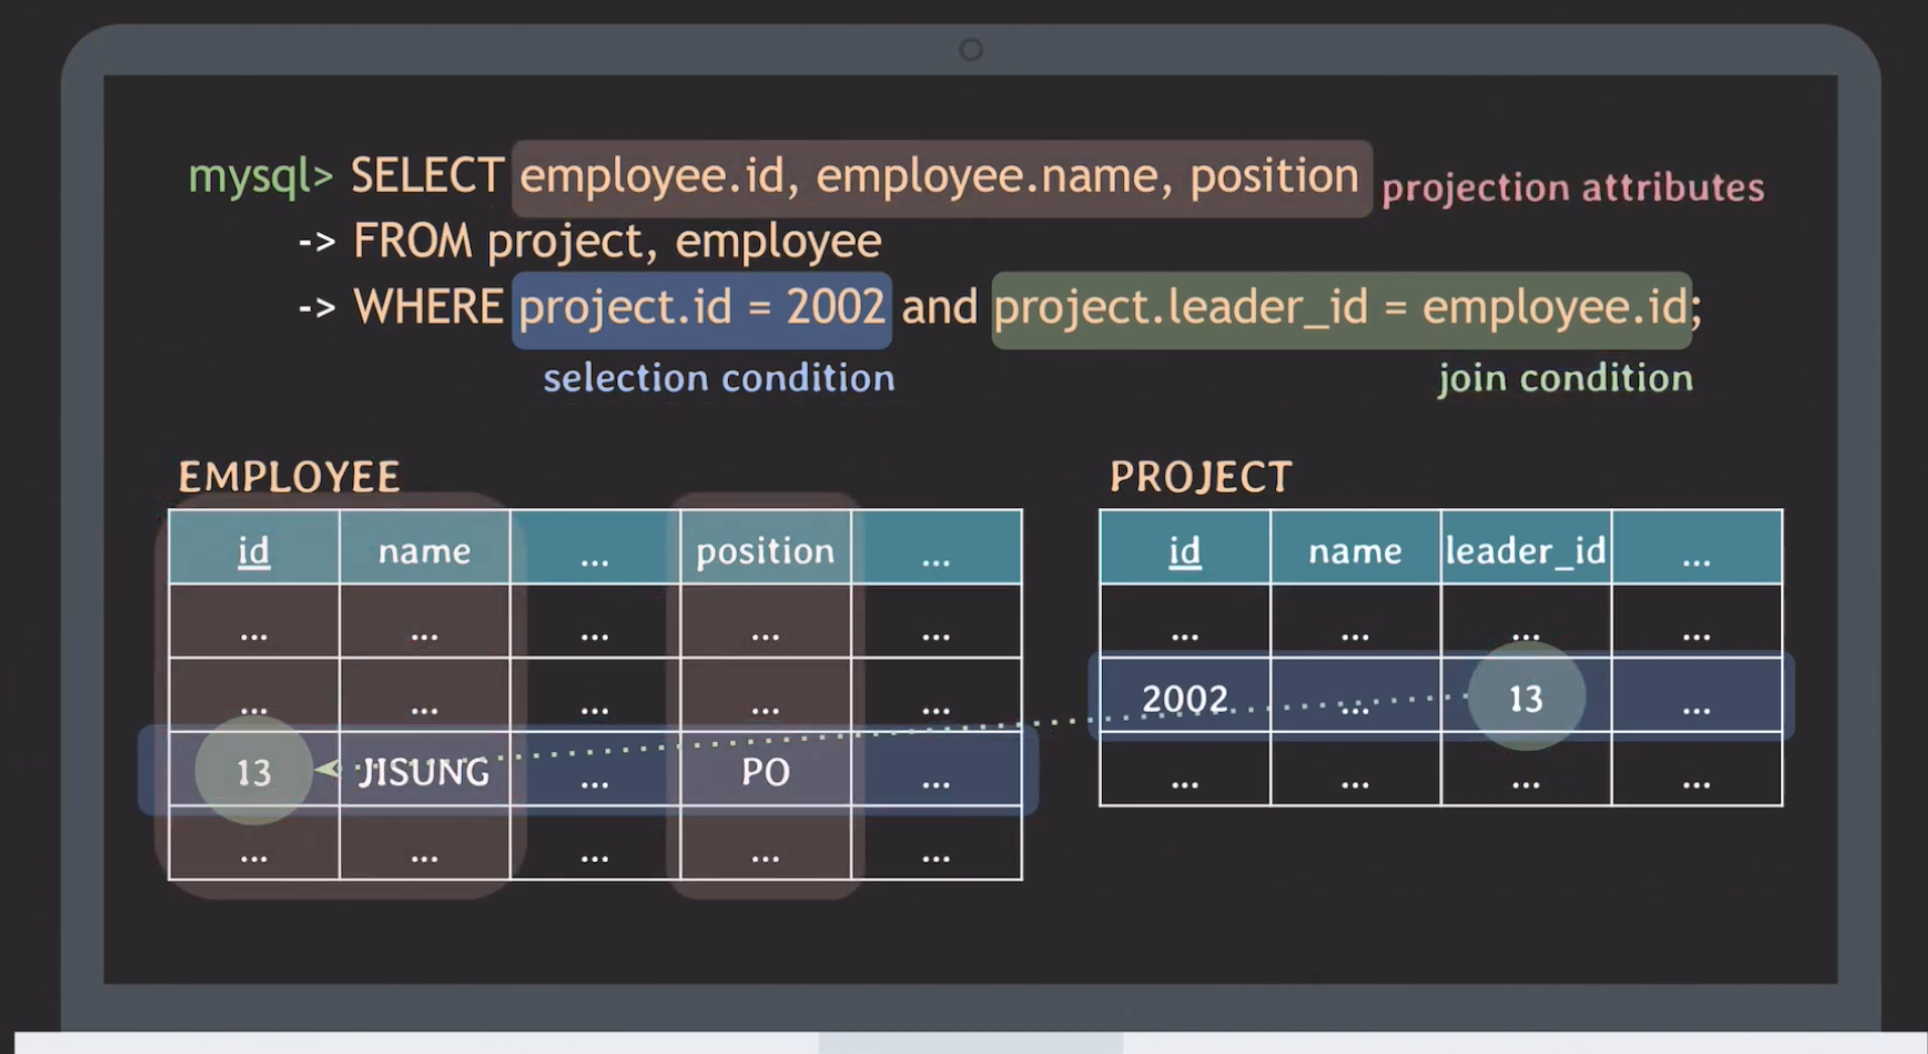 mysql> SELECT employee.id, employee.name, position projection attributes
-> FROM project, employee
-> WHERE project.id = 2002 and project.leader_id = employee.id;
selection condition
join condition
EMPLOYEE
id name ... position ...
... ... ... ... ...
... ... ... ... ...
13 JISUNG ... PO ...
... ... ... ... ...
PROJECT
id name leader_id ...
... ... ... ...
2002 ... 13 ...
... ... ... ...